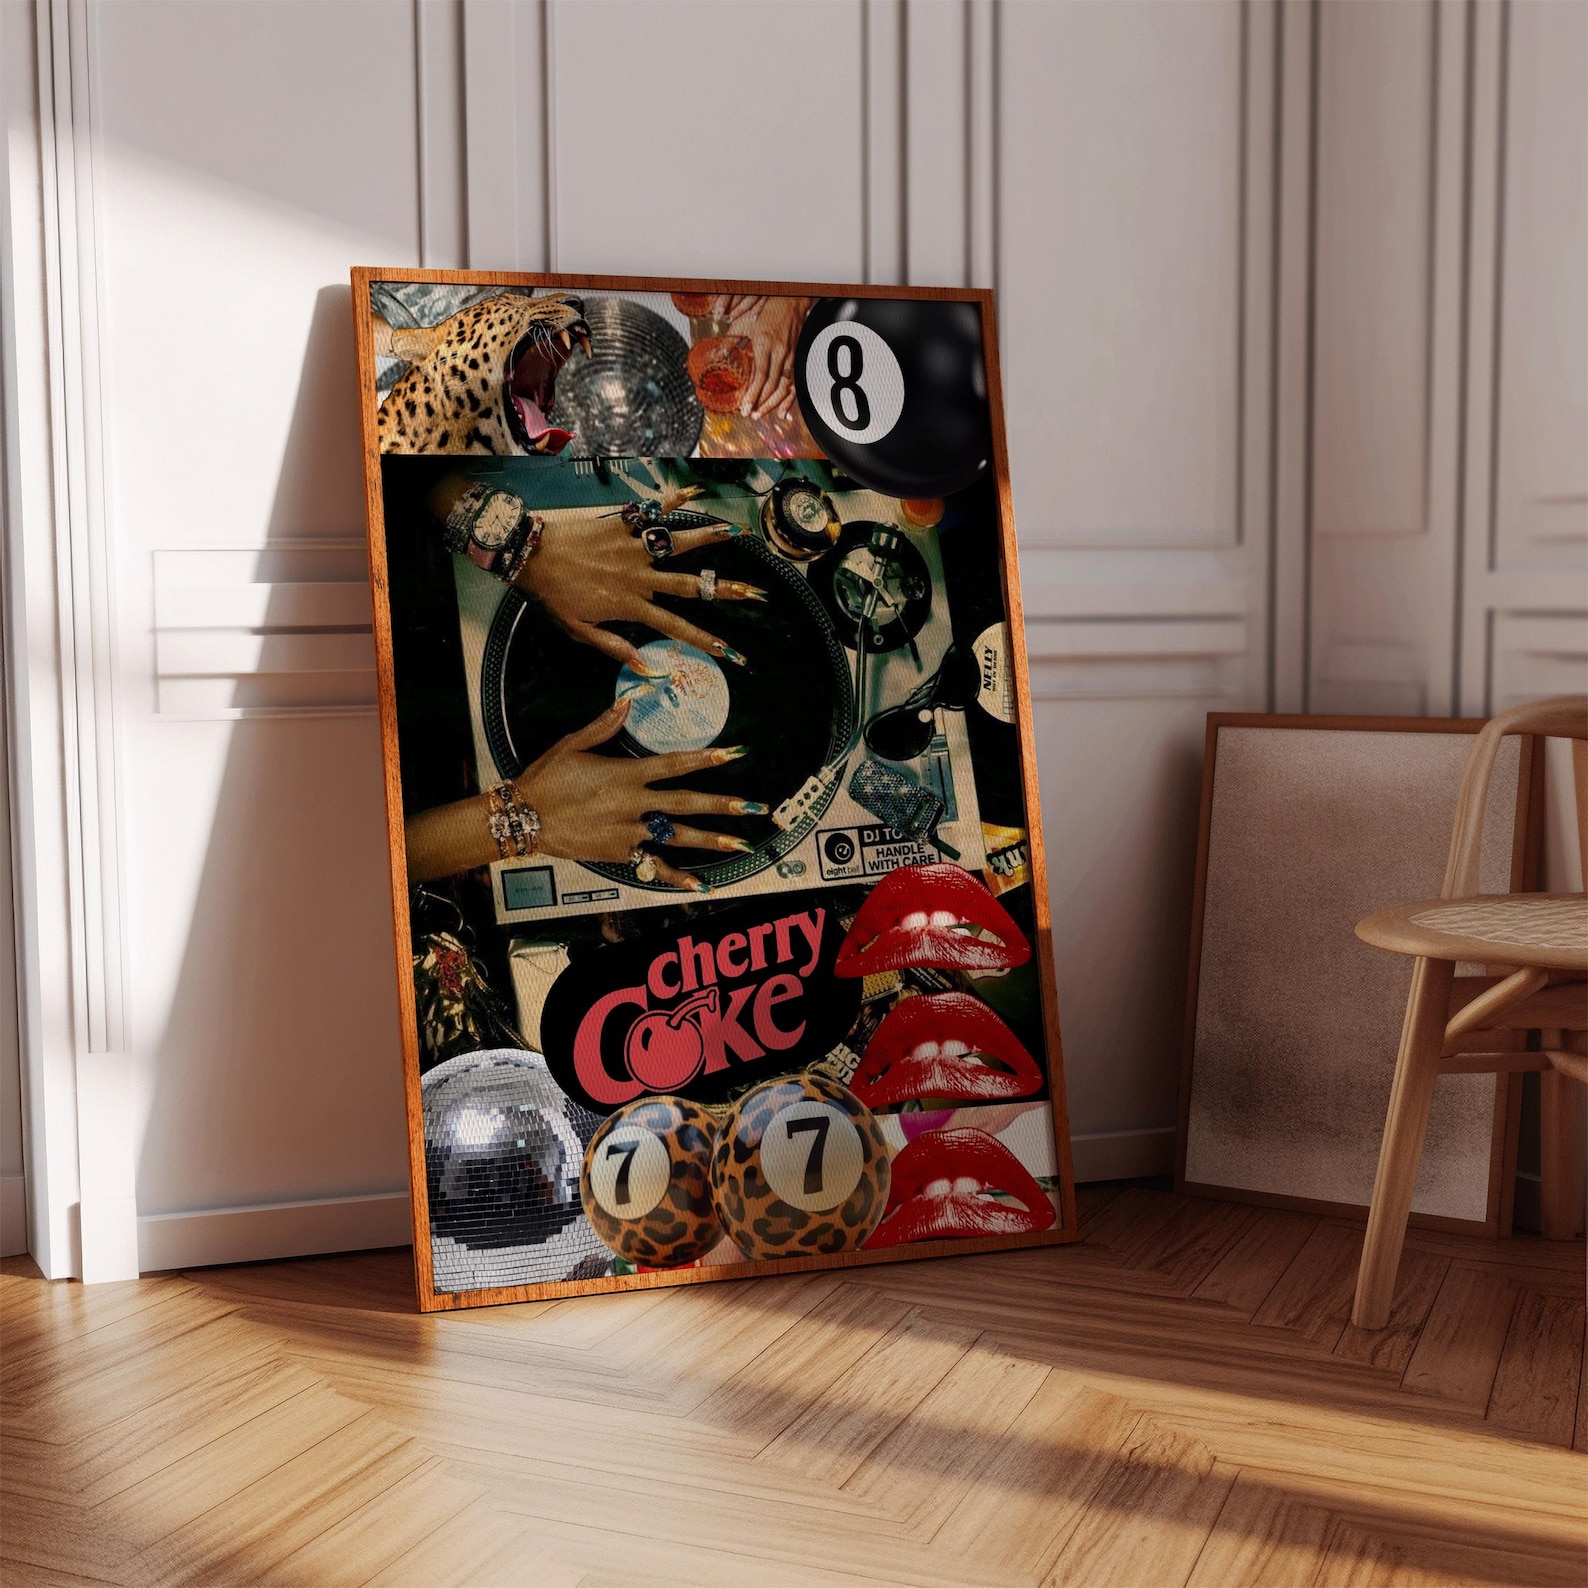 8
NELLY
DJ TO
HANDLE
WITH CARE
eight ball
cherry
Coke
7
7